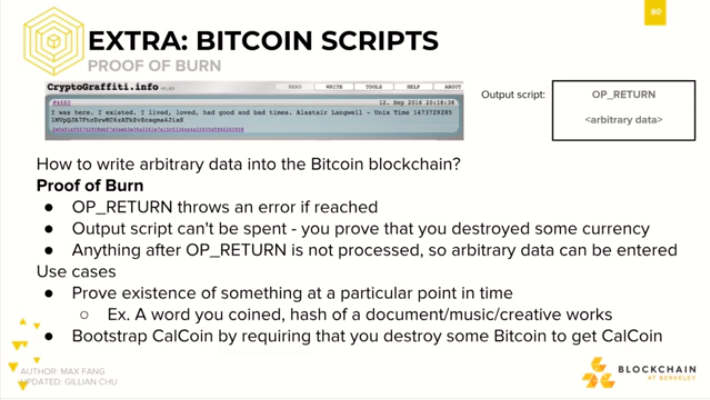 80
EXTRA: BITCOIN SCRIPTS
PROOF OF BURN
CryptoGraffiti.info
READ WRITE TOOLS HELP ABOUT
12. Sep 2016 20:18:38
I was here. I existed. I lived, loved, had good and bad times. Alastair Langwell - Unix Time 1473729285
Output script:
OP_RETURN
<arbitrary data>
How to write arbitrary data into the Bitcoin blockchain?
Proof of Burn
● OP_RETURN throws an error if reached
● Output script can't be spent - you prove that you destroyed some currency
● Anything after OP_RETURN is not processed, so arbitrary data can be entered
Use cases
● Prove existence of something at a particular point in time
○ Ex. A word you coined, hash of a document/music/creative works
● Bootstrap CalCoin by requiring that you destroy some Bitcoin to get CalCoin
AUTHOR: MAX FANG
UPDATED: GILLIAN CHU
BLOCKCHAIN
AT BERKELEY